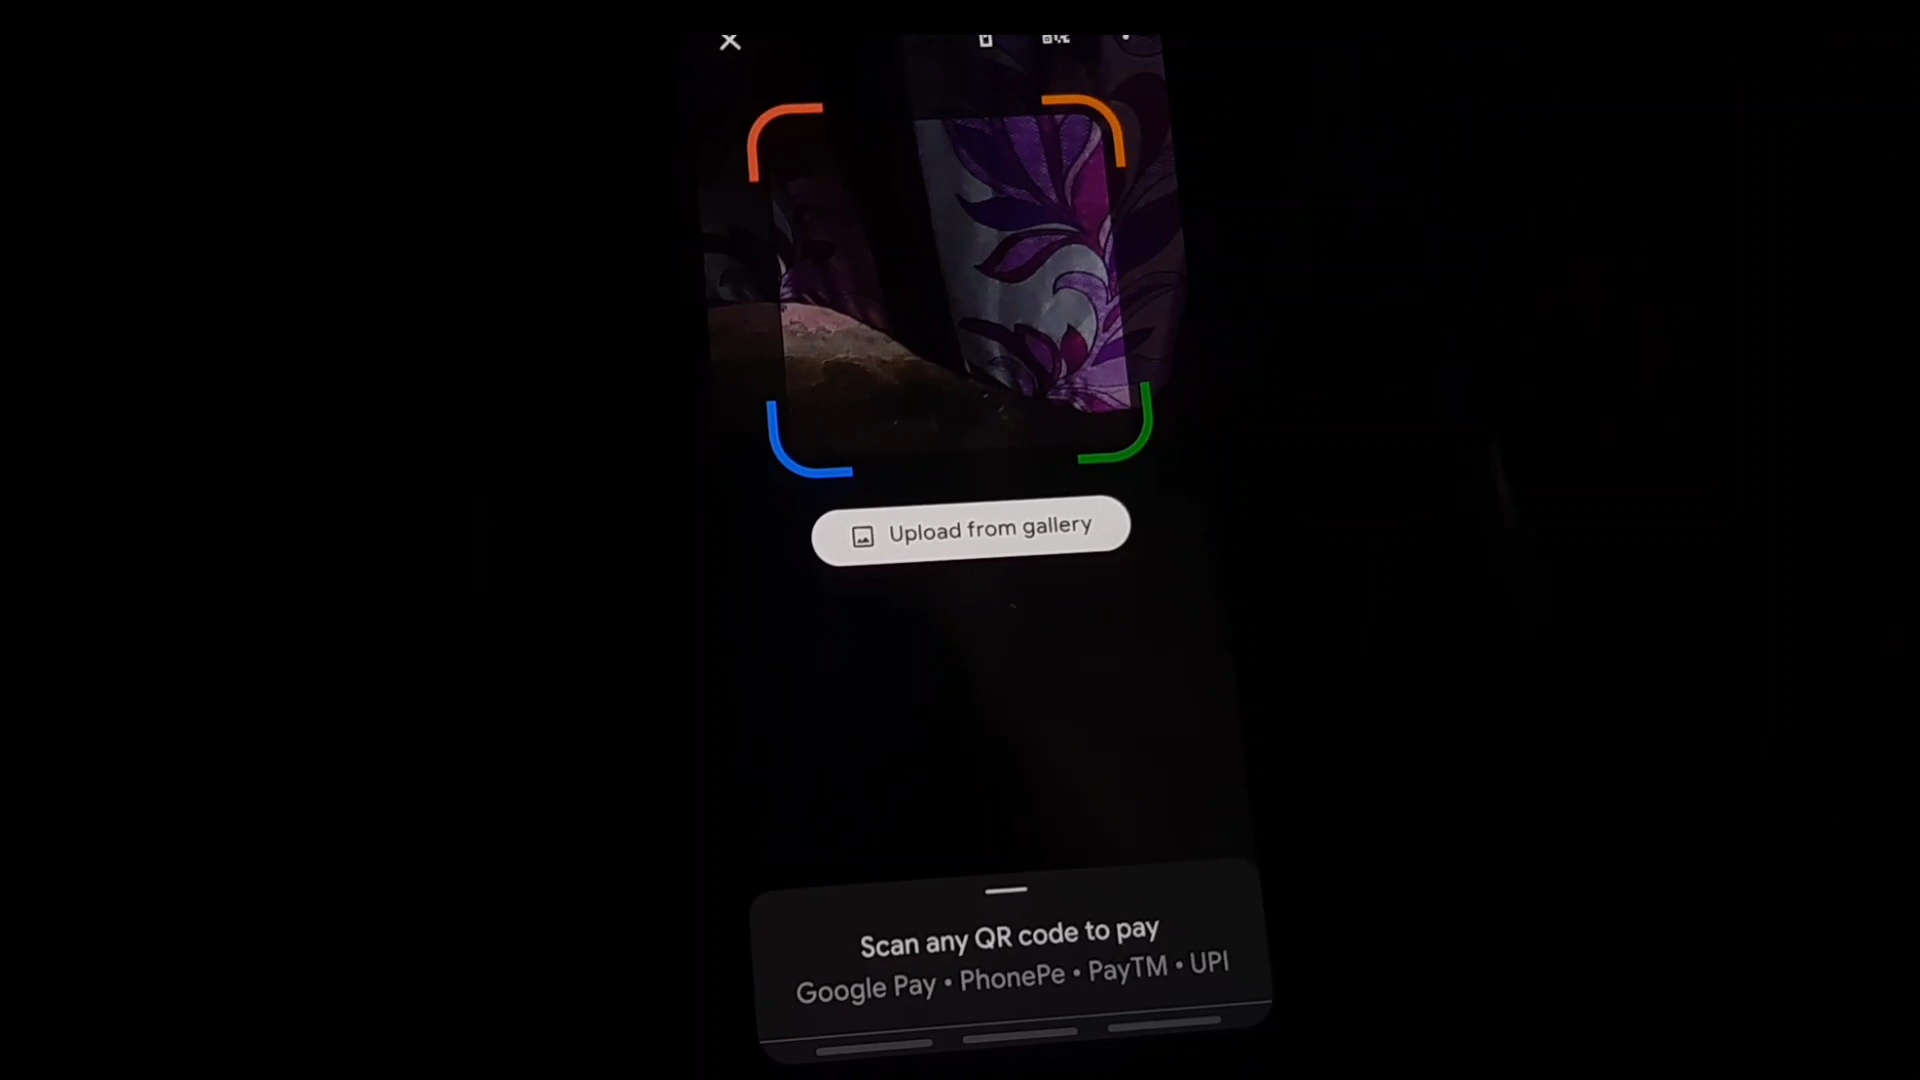 Upload from gallery
Scan any QR code to pay
Google Pay • PhonePe • PayTM • UPI